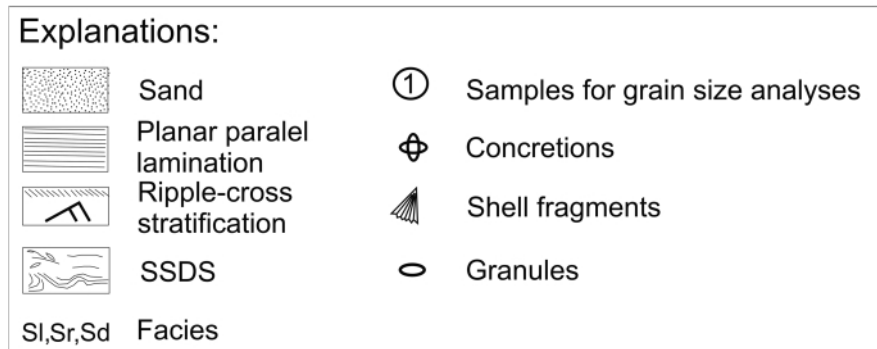 Explanations:
Sand
Planar paralel
lamination
Ripple-cross
stratification
SSDS
Sl,Sr,Sd Facies
1 Samples for grain size analyses
Concretions
Shell fragments
Granules